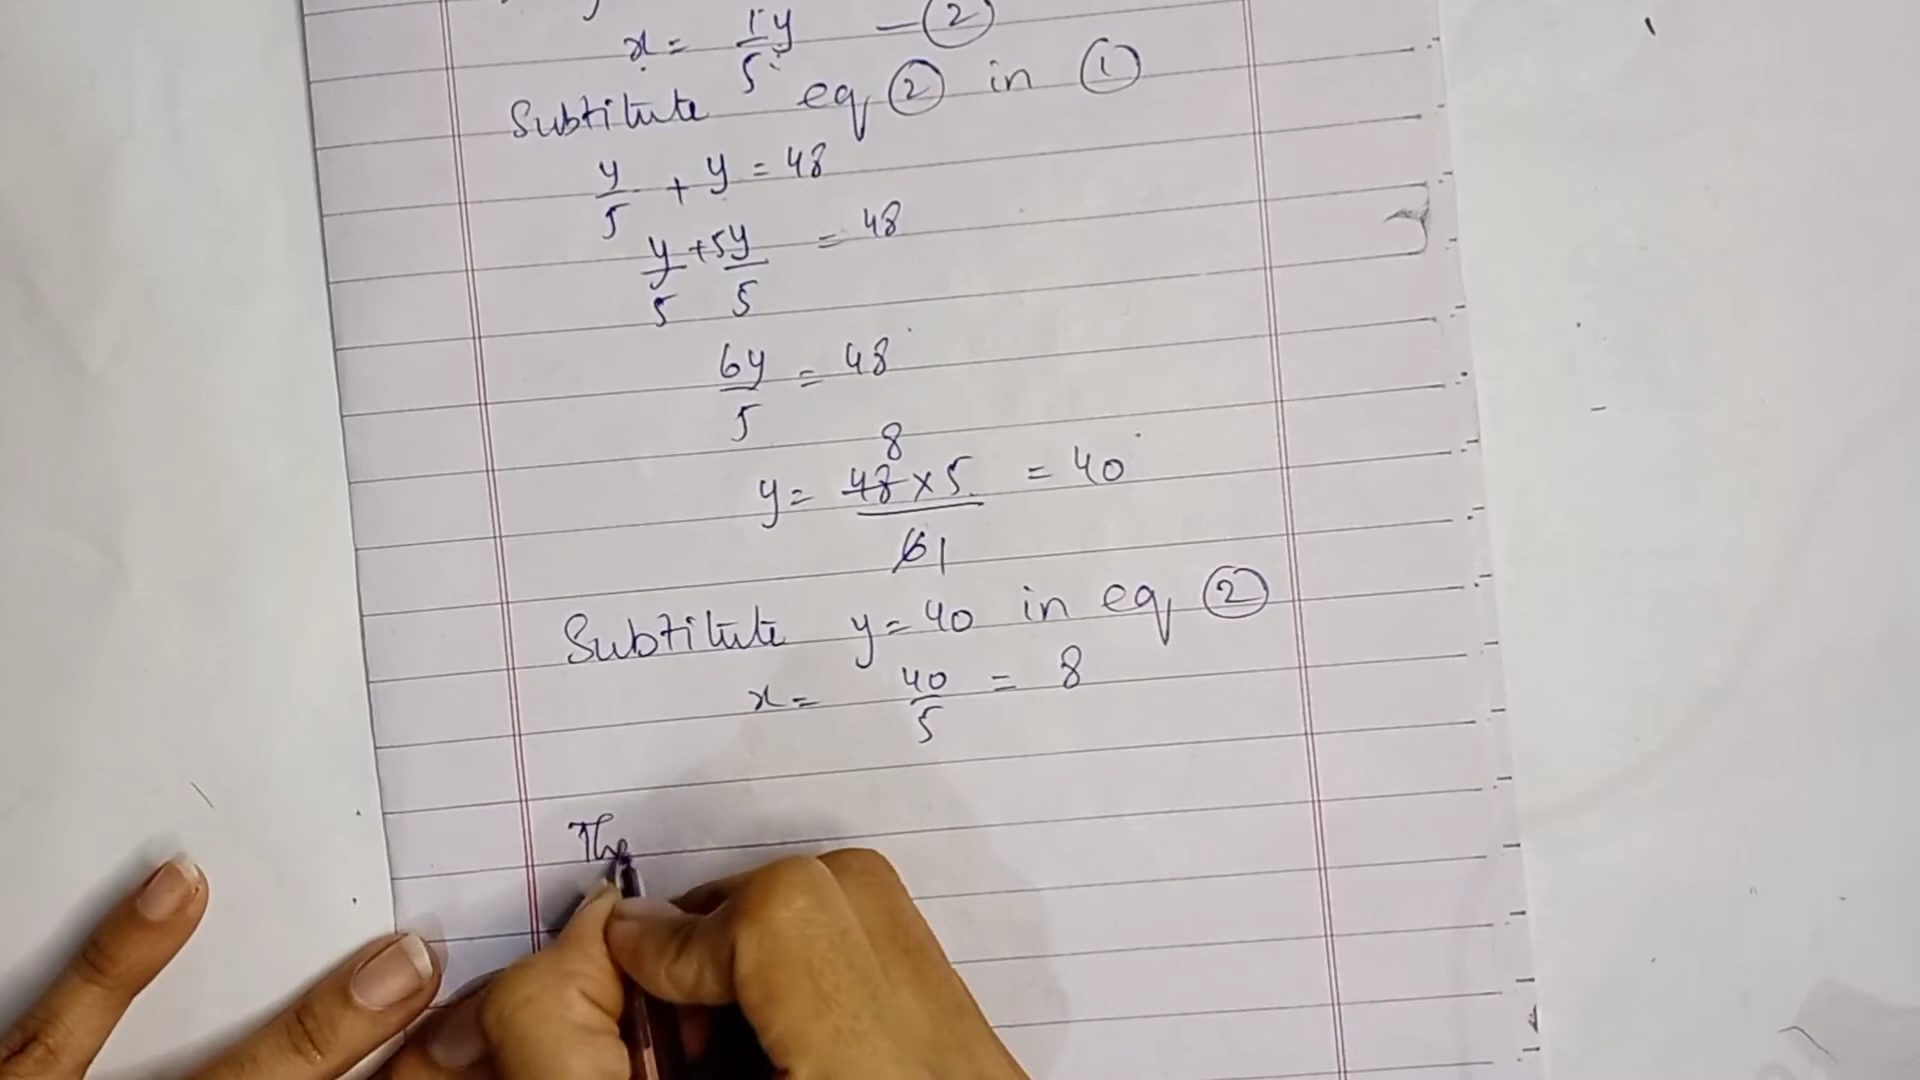 x = 1y/5 — ②
Subtitute eq ② in ①
y/5 + y = 48
y/5 + 5y/5 = 48
6y/5 = 48
8
y = 48 × 5 / 6 1 = 40
Subtitute y = 40 in eq ②
x = 40/5 = 8
The